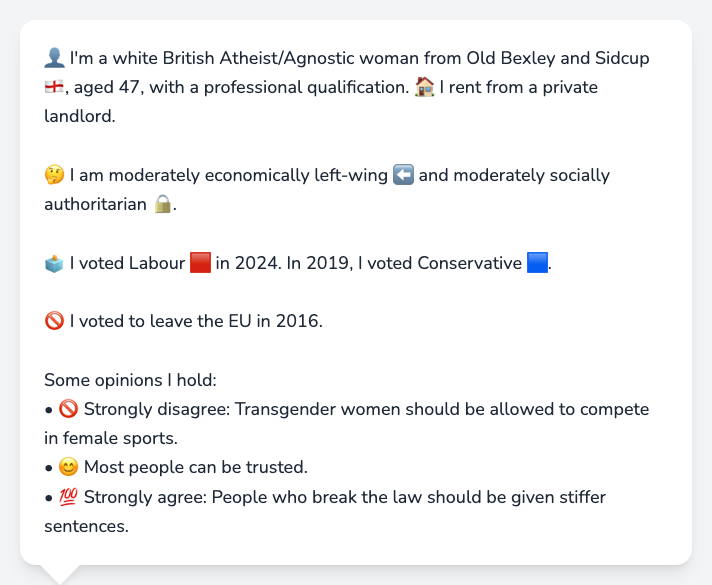 👤 I'm a white British Atheist/Agnostic woman from Old Bexley and Sidcup
🏴󠁧󠁢󠁥󠁮󠁧󠁿, aged 47, with a professional qualification. 🏠 I rent from a private
landlord.
🤔 I am moderately economically left-wing ⬅️ and moderately socially
authoritarian 🔒.
🗳️ I voted Labour 🟥 in 2024. In 2019, I voted Conservative 🟦.
🚫 I voted to leave the EU in 2016.
Some opinions I hold:
• 🚫 Strongly disagree: Transgender women should be allowed to compete
in female sports.
• 😊 Most people can be trusted.
• 💯 Strongly agree: People who break the law should be given stiffer
sentences.